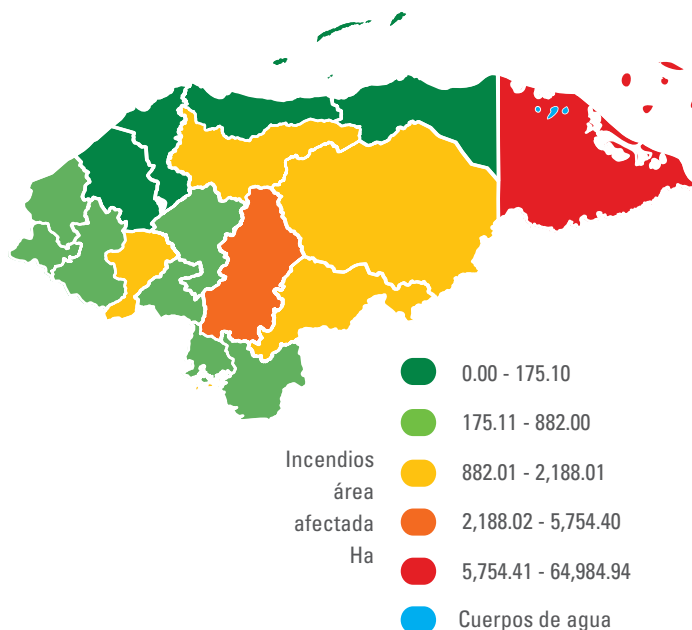 Incendios
área
afectada
Ha
0.00 - 175.10
175.11 - 882.00
882.01 - 2,188.01
2,188.02 - 5,754.40
5,754.41 - 64,984.94
Cuerpos de agua